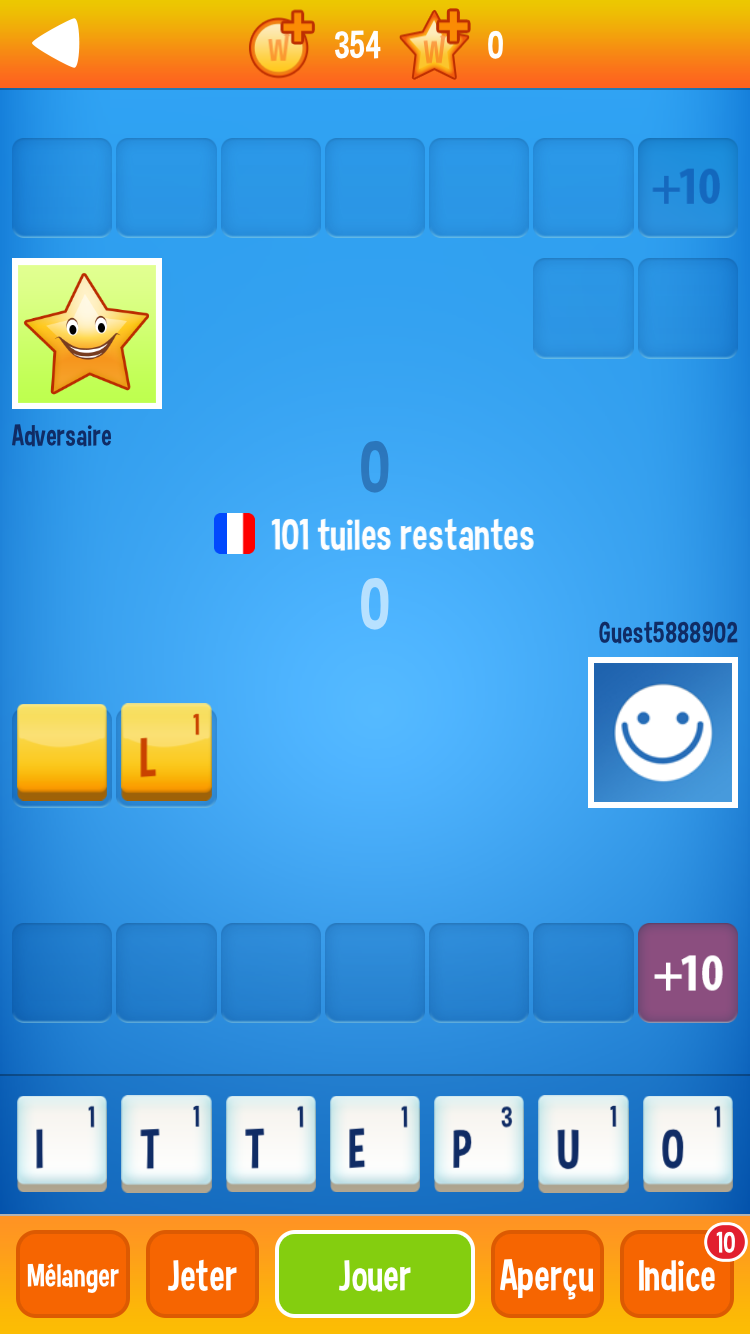 W 354 W 0
+10
Adversaire
0
101 tuiles restantes
0
Guest5888902
L 1
+10
I 1 T 1 T 1 E 1 P 3 U 1 O 1
10
Mélanger Jeter Jouer Aperçu Indice